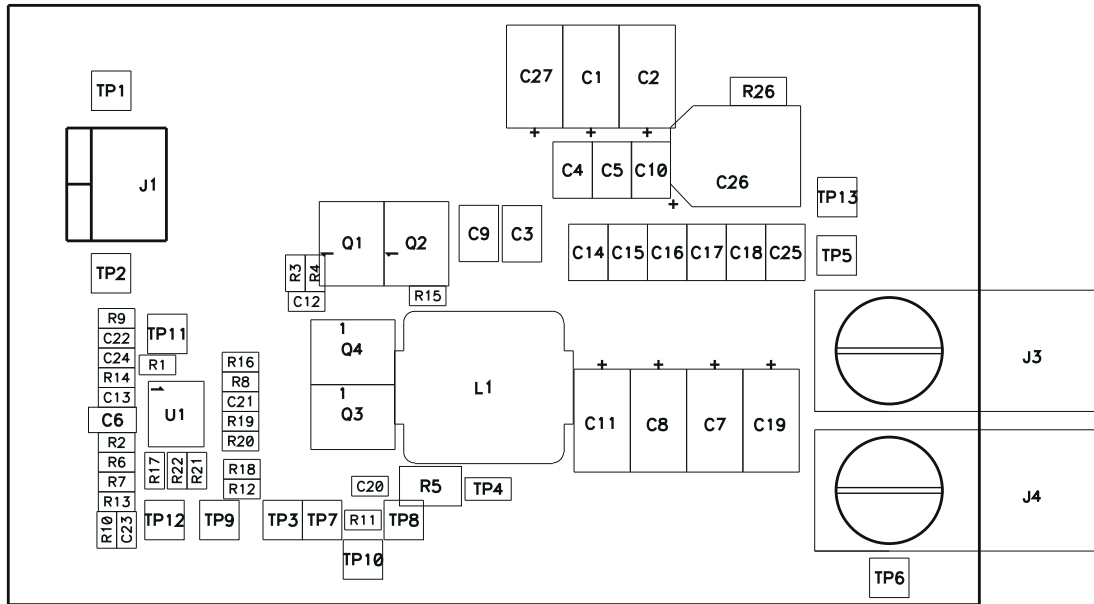 C27 C1 C2
+ + +
R26
TP1
J1
C4 C5 C10
C26
+
TP13
Q1 Q2
1 1
C9 C3
C14 C15 C16 C17 C18 C25
TP5
TP2
R3 R4
C12
R15
R9
C22
C24
R14
C13
C6
R2
R6
R7
R13
R10 C23
TP11
R1
1
U1
R17 R22 R21
TP12
TP9
R16
R8
C21
R19
R20
R18
R12
1
Q4
1
Q3
L1
+ + + +
C11 C8 C7 C19
J3
J4
C20
R5
TP4
TP3 TP7
R11
TP8
TP10
TP6